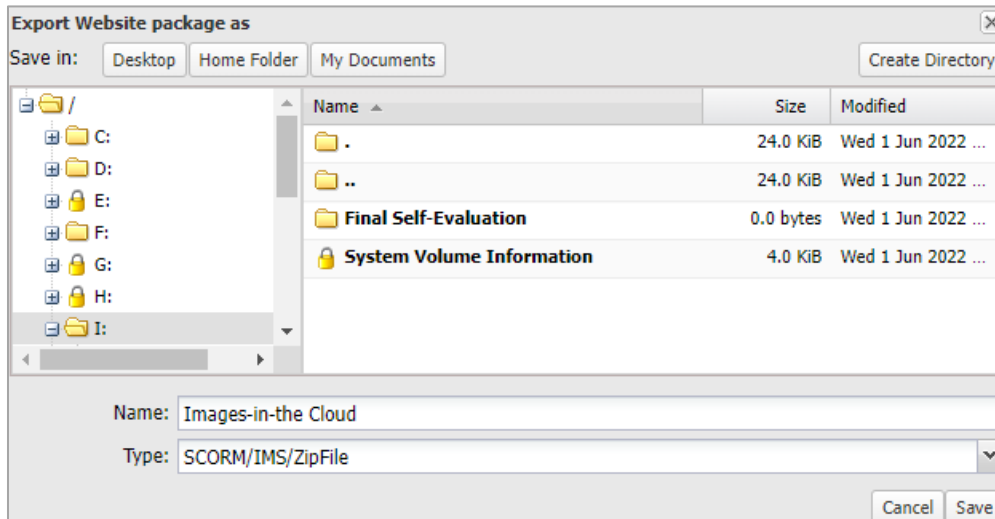 Export Website package as
Save in: Desktop Home Folder My Documents Create Directory
/ Name Size Modified
C: . 24.0 KiB Wed 1 Jun 2022 ...
D: .. 24.0 KiB Wed 1 Jun 2022 ...
E:
F: Final Self-Evaluation 0.0 bytes Wed 1 Jun 2022 ...
G: System Volume Information 4.0 KiB Wed 1 Jun 2022 ...
H:
I:
Name: Images-in-the Cloud
Type: SCORM/IMS/ZipFile
Cancel Save